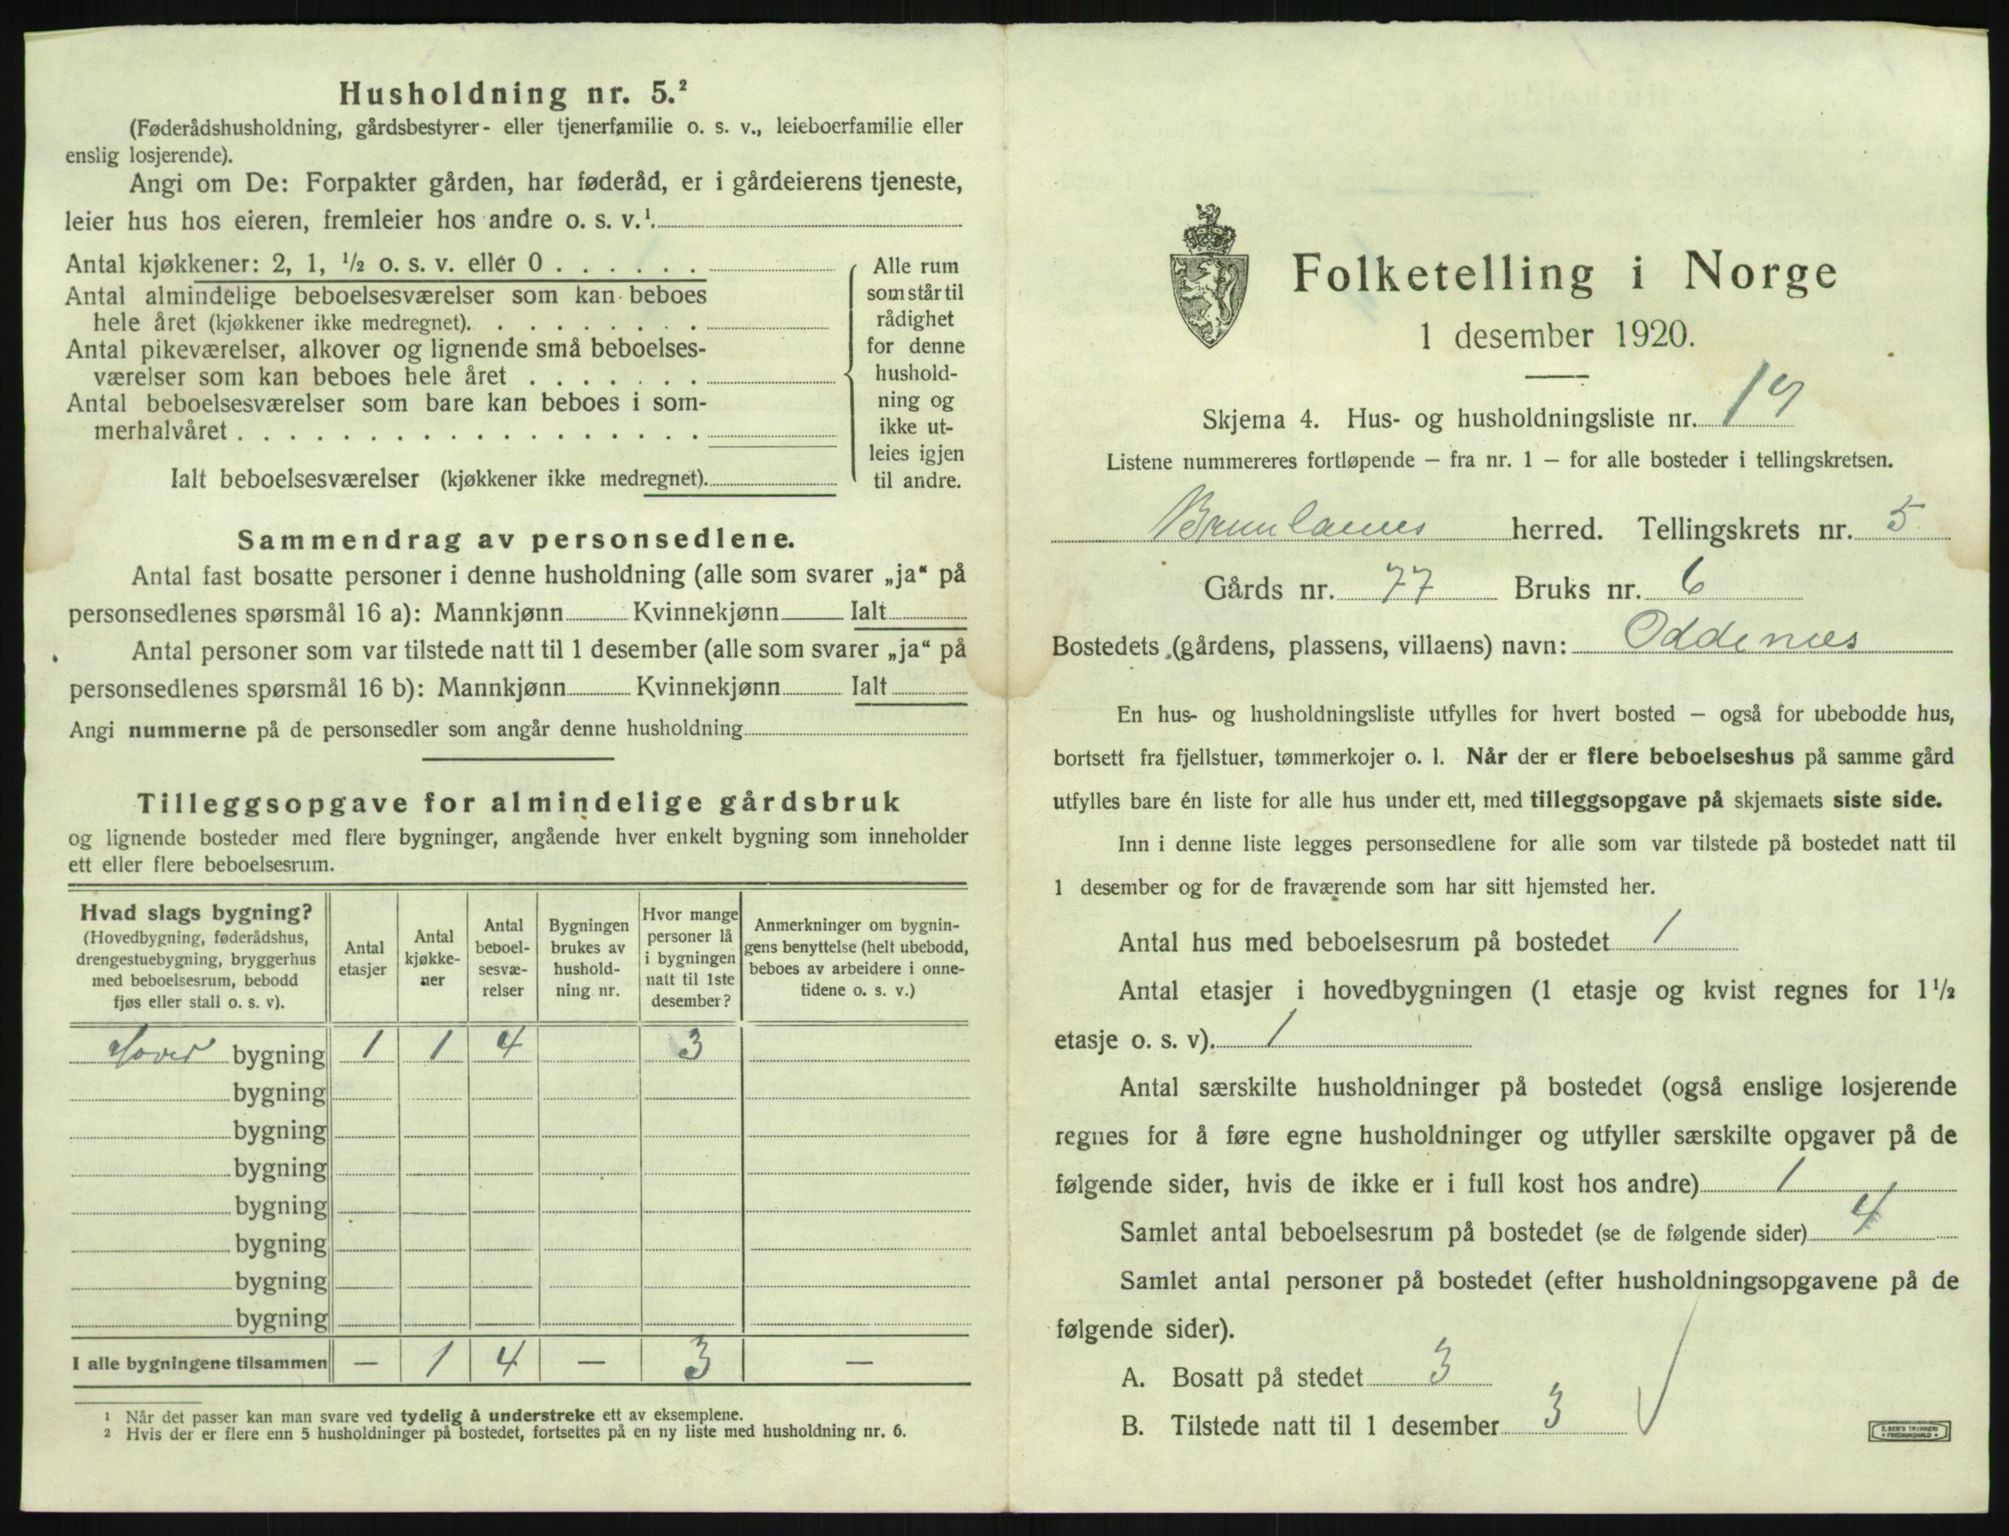 Husholdning nr. 5.²
(Føderådshusholdning, gårdsbestyrer- eller tjenerfamilie o. s. v., leieboerfamilie eller
enslig losjerende).
Angi om De: Forpakter gården, har føderåd, er i gårdeierens tjeneste,
leier hus hos eieren, fremleier hos andre o. s. v.¹.
Antal kjøkkener: 2, 1, ½ o. s. v. eller 0 . . . . . .
Antal almindelige beboelsesværelser som kan beboes
hele året (kjøkkener ikke medregnet). . . . . . . . .
Antal pikeværelser, alkover og lignende små beboelses-
værelser som kan beboes hele året . . . . . . .
Antal beboelsesværelser som bare kan beboes i som-
merhalvåret . . . . . . . . . . . . . . . . . .
Ialt beboelsesværelser (kjøkkener ikke medregnet).
Alle rum
som står til
rådighet
for denne
hushold-
ning og
ikke ut-
leies igjen
til andre.
Sammendrag av personsedlene.
Antal fast bosatte personer i denne husholdning (alle som svarer „ja“ på
personsedlenes spørsmål 16 a): Mannkjønn Kvinnekjønn Ialt
Antal personer som var tilstede natt til 1 desember (alle som svarer „ja“ på
personsedlenes spørsmål 16 b): Mannkjønn Kvinnekjønn Ialt
Angi nummerne på de personsedler som angår denne husholdning
Tilleggsopgave for almindelige gårdsbruk
og lignende bosteder med flere bygninger, angående hver enkelt bygning som inneholder
ett eller flere beboelsesrum.
Hvad slags bygning?
(Hovedbygning, føderådshus,
drengestuebygning, bryggerhus
med beboelsesrum, bebodd
fjøs eller stall o. s. v).
Antal
etasjer
Antal
kjøkke-
ner
Antal
beboel-
sesvæ-
relser
Bygningen
brukes av
hushold-
ning nr.
Hvor mange
personer lå
i bygningen
natt til 1ste
desember?
Anmerkninger om bygnin-
gens benyttelse (helt ubebodd,
beboes av arbeidere i onne-
tidene o. s. v.)
Hoved bygning 1 1 4 3
bygning
bygning
bygning
bygning
bygning
bygning
bygning
I alle bygningene tilsammen — 1 4 — 3 —
¹ Når det passer kan man svare ved tydelig å understreke ett av eksemplene.
² Hvis der er flere enn 5 husholdninger på bostedet, fortsettes på en ny liste med husholdning nr. 6.
Folketelling i Norge
1 desember 1920.
Skjema 4. Hus- og husholdningsliste nr. 19
Listene nummereres fortløpende — fra nr. 1 — for alle bosteder i tellingskretsen.
Brunlanes herred. Tellingskrets nr. 5
Gårds nr. 77 Bruks nr. 6
Bostedets (gårdens, plassens, villaens) navn: Oddenæs
En hus- og husholdningsliste utfylles for hvert bosted — også for ubebodde hus,
bortsett fra fjellstuer, tømmerkojer o. l. Når der er flere beboelseshus på samme gård
utfylles bare én liste for alle hus under ett, med tilleggsopgave på skjemaets siste side.
Inn i denne liste legges personsedlene for alle som var tilstede på bostedet natt til
1 desember og for de fraværende som har sitt hjemsted her.
Antal hus med beboelsesrum på bostedet 1
Antal etasjer i hovedbygningen (1 etasje og kvist regnes for 1½
etasje o. s. v). 1
Antal særskilte husholdninger på bostedet (også enslige losjerende
regnes for å føre egne husholdninger og utfyller særskilte opgaver på de
følgende sider, hvis de ikke er i full kost hos andre) 1
Samlet antal beboelsesrum på bostedet (se de følgende sider) 4
Samlet antal personer på bostedet (efter husholdningsopgavene på de
følgende sider).
A. Bosatt på stedet 3
B. Tilstede natt til 1 desember 3